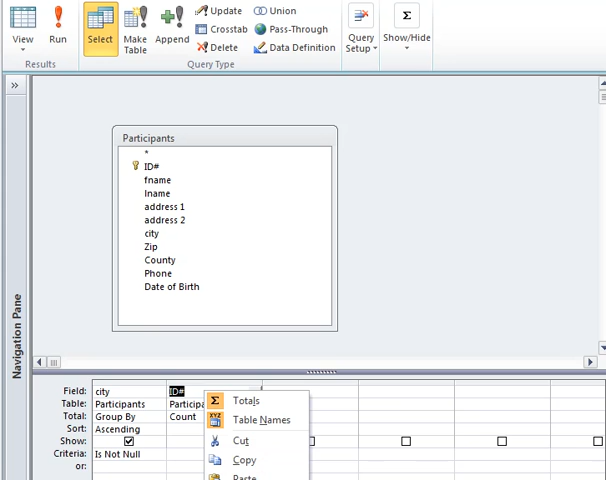 View
Run
Select
Make Table
Append
Update
Crosstab
Delete
Union
Pass-Through
Data Definition
Query Setup
Show/Hide
Results
Query Type
»
Navigation Pane
Participants
*
ID#
fname
lname
address 1
address 2
city
Zip
County
Phone
Date of Birth
Field: city ID#
Table: Participants Participa
Total: Group By Count
Sort: Ascending
Show:
Criteria: Is Not Null
or:
Σ Totals
XYZ Table Names
Cut
Copy
Paste